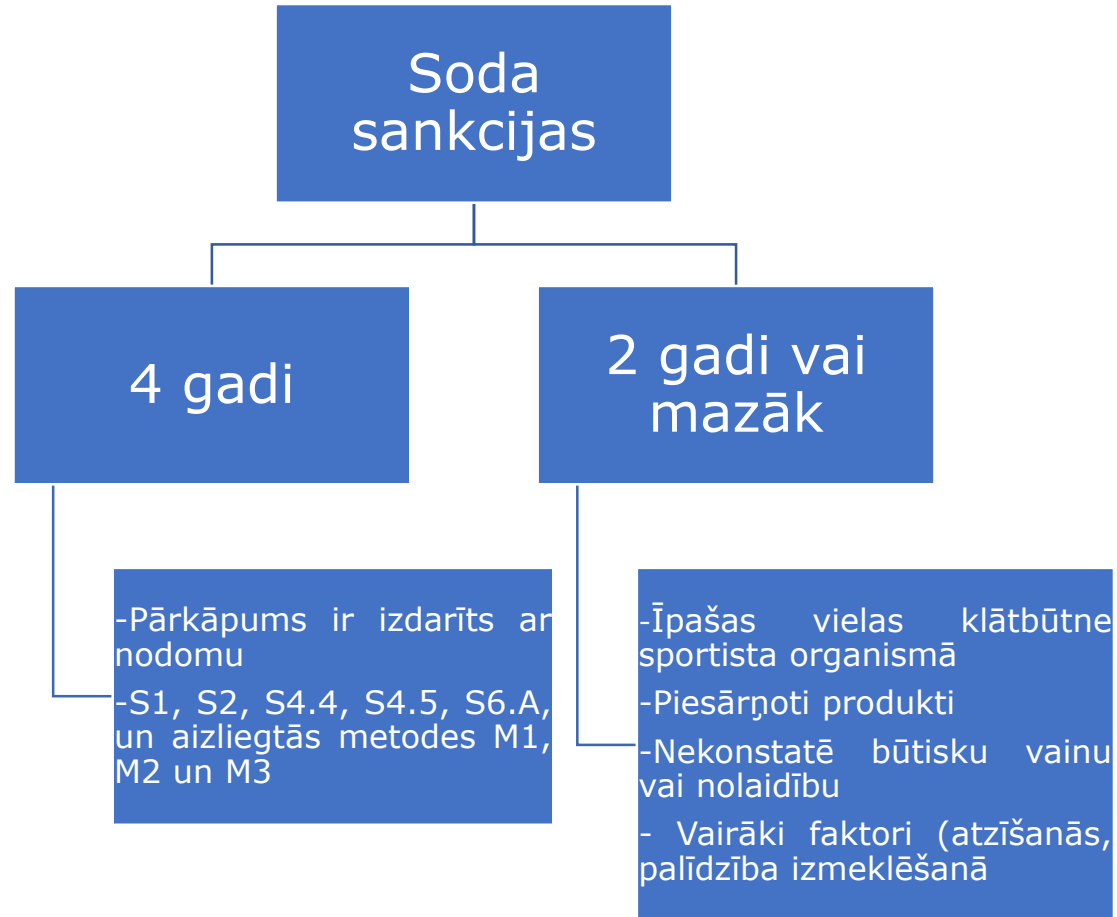 Soda
sankcijas
4 gadi
2 gadi vai
mazāk
-Pārkāpums ir izdarīts ar
nodomu
-S1, S2, S4.4, S4.5, S6.A,
un aizliegtās metodes M1,
M2 un M3
-Īpašas vielas klātbūtne
sportista organismā
-Piesārņoti produkti
-Nekonstatē būtisku vainu
vai nolaidību
- Vairāki faktori (atzīšanās,
palīdzība izmeklēšanā